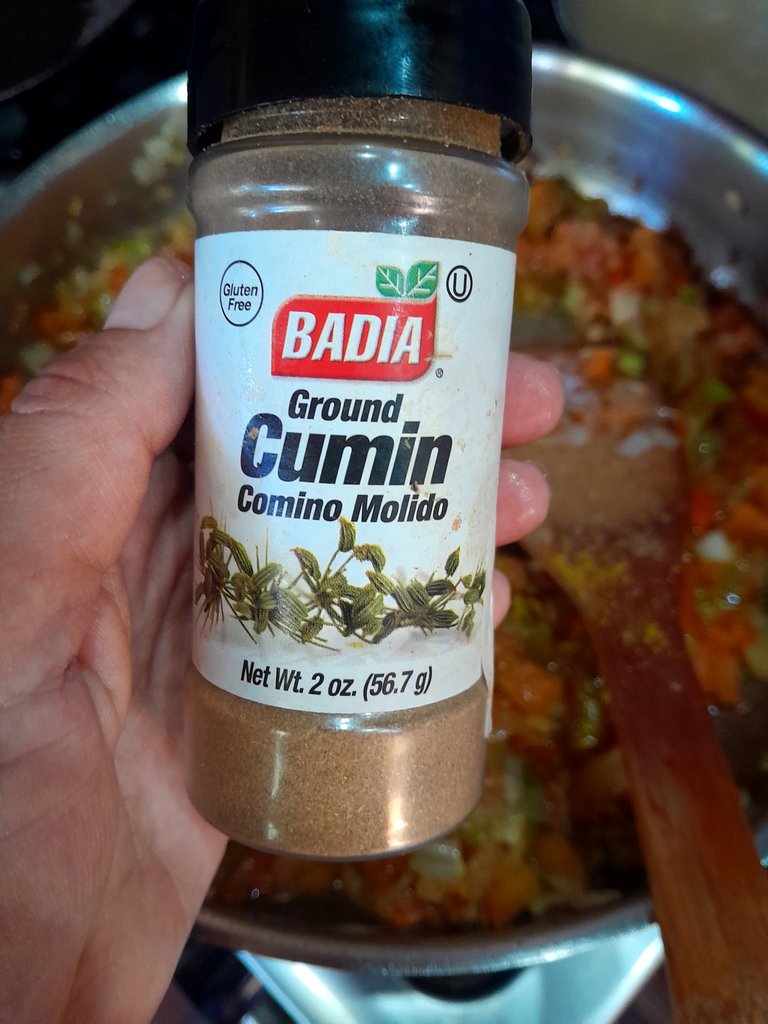 Gluten
Free
U
BADIA
®
Ground
Cumin
Comino Molido
Net Wt. 2 oz. (56.7 g)